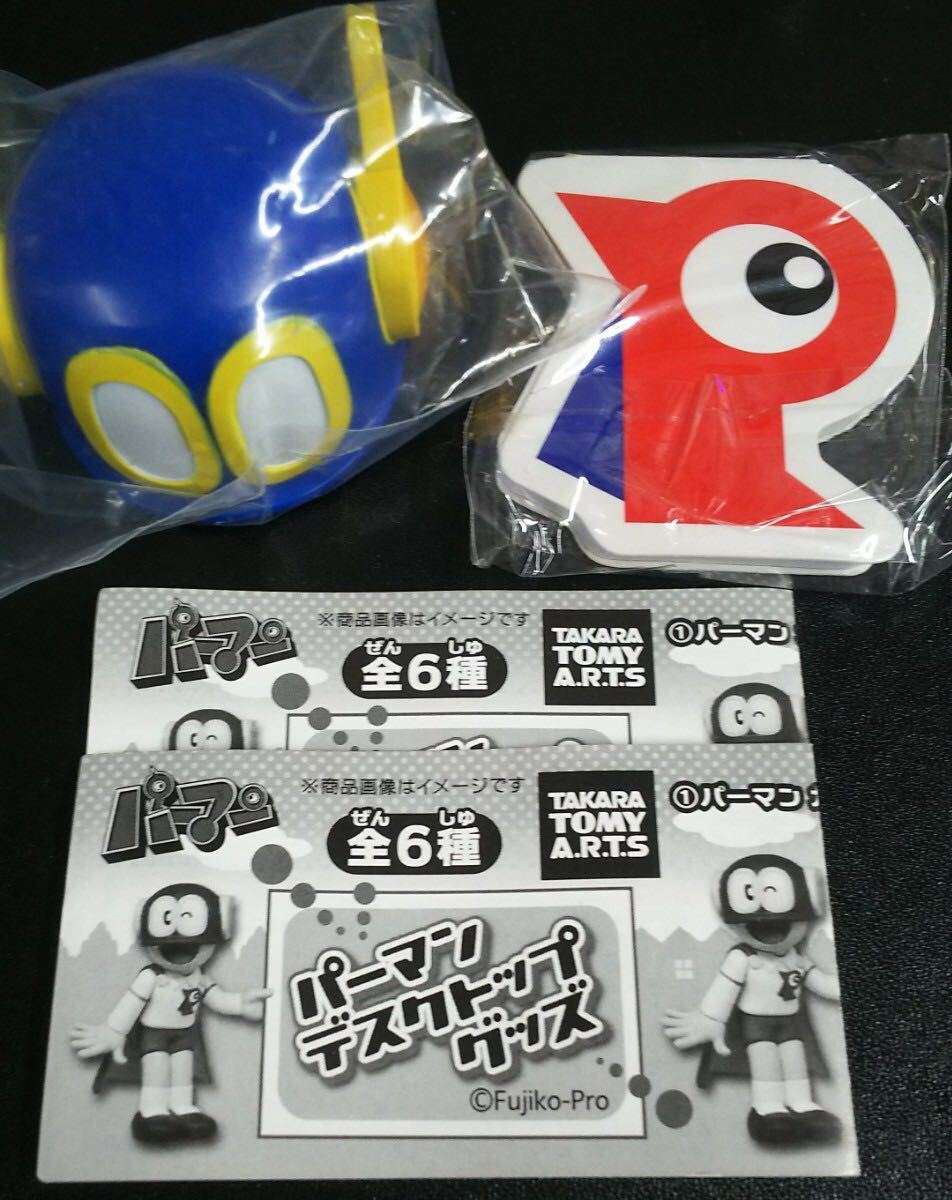 パーマン
※商品画像はイメージです
ぜん しゅ
全6種
TAKARA
TOMY
A.R.T.S
①パーマン
パーマン
※商品画像はイメージです
ぜん しゅ
全6種
TAKARA
TOMY
A.R.T.S
①パーマン
パーマン
デスクトップ
グッズ
©Fujiko-Pro